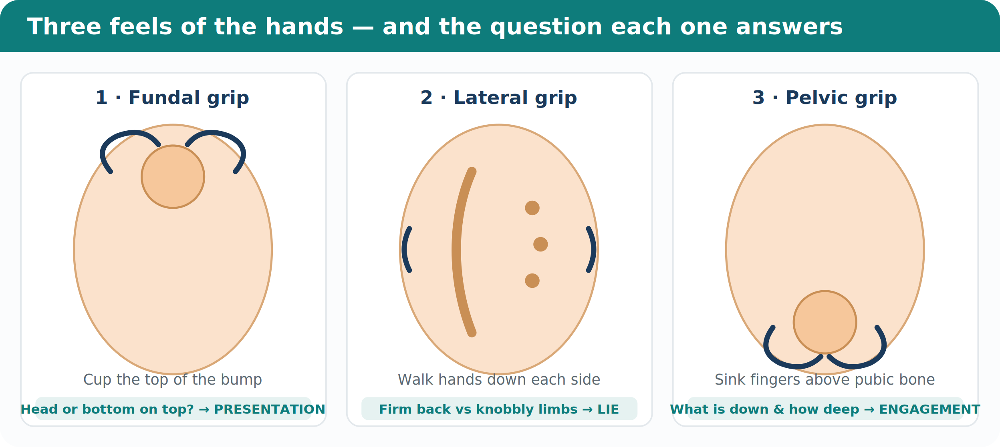 Three feels of the hands — and the question each one answers
1 · Fundal grip
Cup the top of the bump
Head or bottom on top? → PRESENTATION
2 · Lateral grip
Walk hands down each side
Firm back vs knobbly limbs → LIE
3 · Pelvic grip
Sink fingers above pubic bone
What is down & how deep → ENGAGEMENT